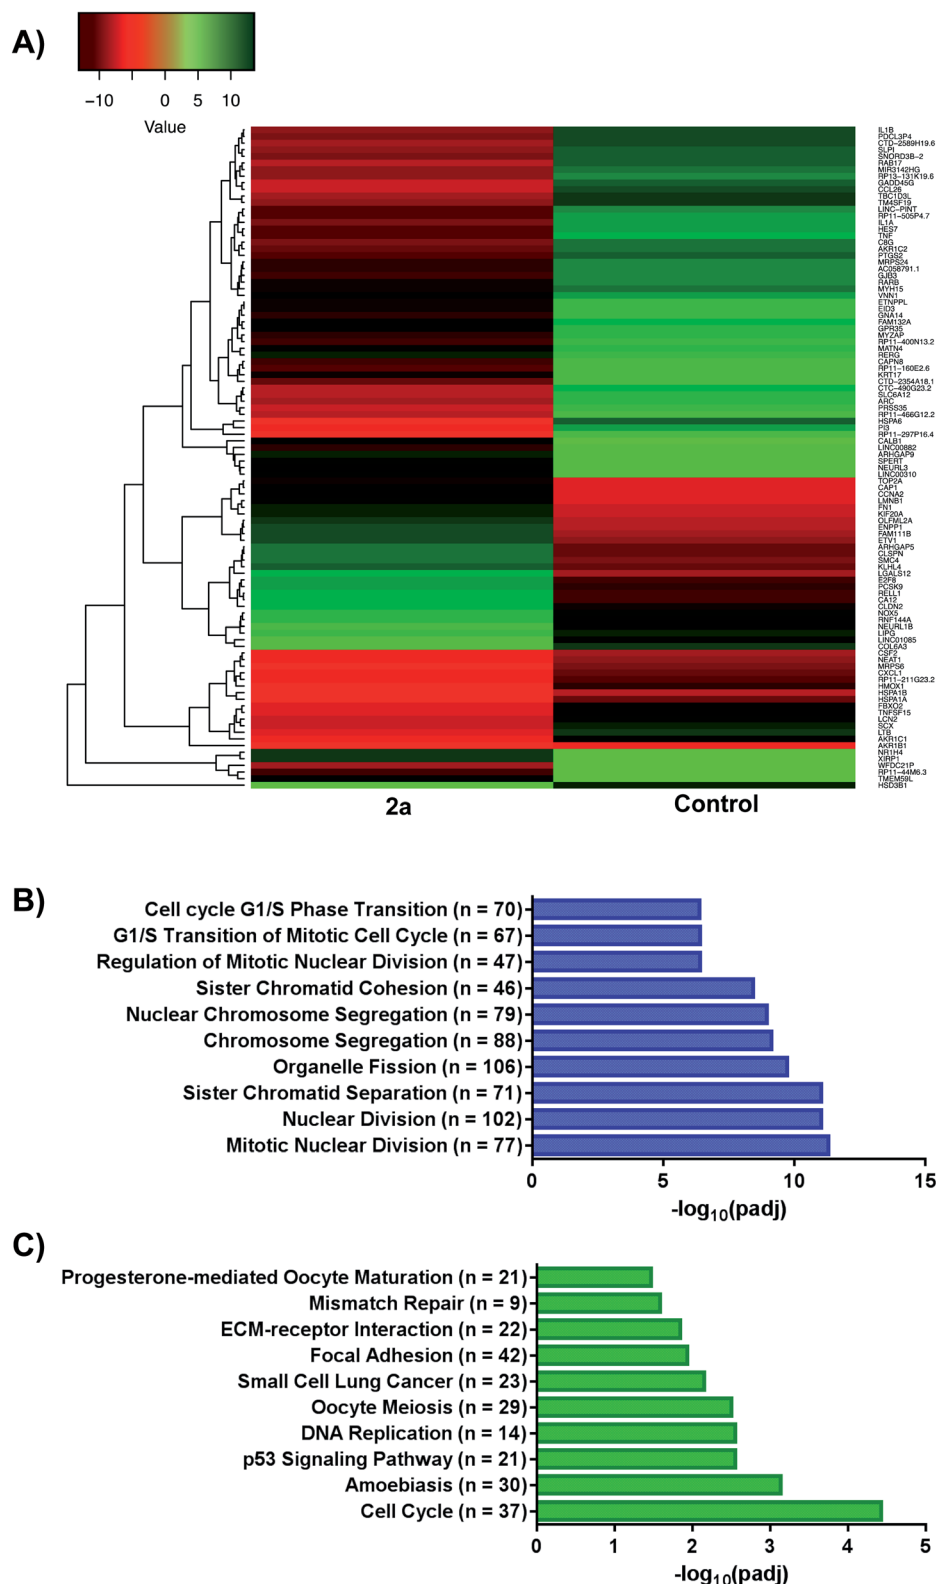 A)
−10 0 5 10
Value
IL1B
PDCL3P4
CTD−2589H19.6
SLPI
SNORD3B−2
RAB17
MIR3142HG
RP13−131K19.6
GADD45G
CCL26
TBC1D3L
TM4SF19
LINC−PINT
RP11−505P4.7
IL1A
HES7
TNF
C8G
AKR1C2
PTGS2
MRPS24
AC058791.1
GJB3
RARB
MYH15
VNN1
ETNPPL
EID3
GNA14
FAM132A
GPR35
MYZAP
RP11−400N13.2
MATN4
RERG
CAPN8
RP11−160E2.6
KRT17
CTD−2354A18.1
CTC−490G23.2
SLC6A12
ARC
PRSS35
RP11−466G12.2
HSPA6
PI3
RP11−297P16.4
CALB1
LINC00882
ARHGAP9
SPERT
NEURL3
LINC00310
TOP2A
CAP1
CCNA2
LMNB1
FN1
KIF20A
OLFML2A
ENPP1
FAM111B
ETV1
ARHGAP5
CLSPN
SMC4
KLHL4
LGALS12
E2F8
PCSK9
RELL1
CA12
CLDN2
NOX5
RNF144A
NEURL1B
LIPG
LINC01085
COL6A3
CSF2
NEAT1
MRPS6
CXCL1
RP11−211G23.2
HMOX1
HSPA1B
HSPA1A
FBXO2
TNFSF15
LCN2
SCX
LTB
AKR1C1
AKR1B1
NR1H4
XIRP1
WFDC21P
RP11−44M6.3
TMEM59L
HSD3B1
2a Control
B)
Cell cycle G1/S Phase Transition (n = 70)
G1/S Transition of Mitotic Cell Cycle (n = 67)
Regulation of Mitotic Nuclear Division (n = 47)
Sister Chromatid Cohesion (n = 46)
Nuclear Chromosome Segregation (n = 79)
Chromosome Segregation (n = 88)
Organelle Fission (n = 106)
Sister Chromatid Separation (n = 71)
Nuclear Division (n = 102)
Mitotic Nuclear Division (n = 77)
0 5 10 15
-log10(padj)
C)
Progesterone-mediated Oocyte Maturation (n = 21)
Mismatch Repair (n = 9)
ECM-receptor Interaction (n = 22)
Focal Adhesion (n = 42)
Small Cell Lung Cancer (n = 23)
Oocyte Meiosis (n = 29)
DNA Replication (n = 14)
p53 Signaling Pathway (n = 21)
Amoebiasis (n = 30)
Cell Cycle (n = 37)
0 1 2 3 4 5
-log10(padj)